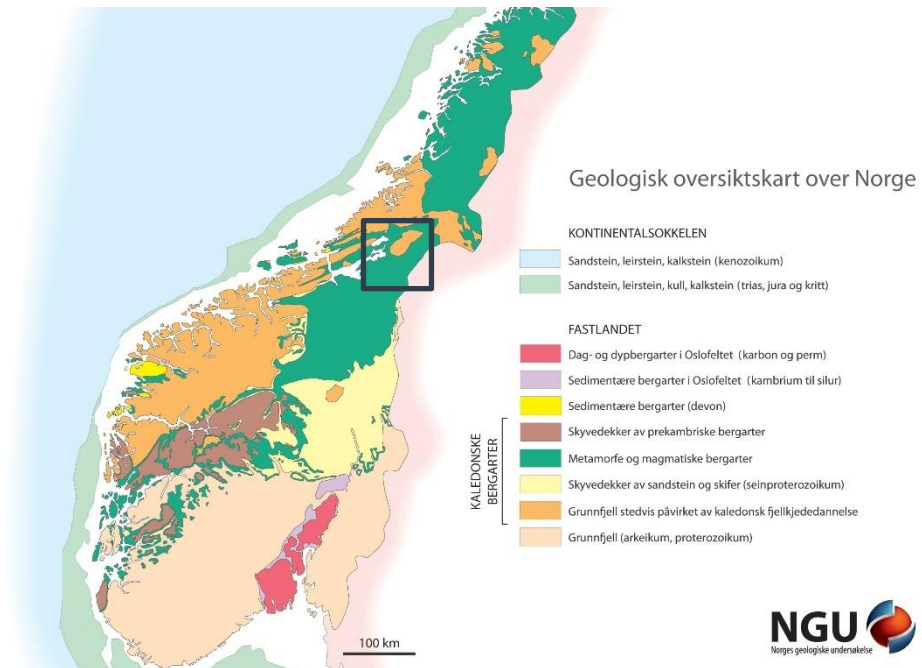 Geologisk oversiktskart over Norge
KONTINENTALSOKKELEN
Sandstein, leirstein, kalkstein (kenozoikum)
Sandstein, leirstein, kull, kalkstein (trias, jura og kritt)
FASTLANDET
Dag- og dypbergarter i Oslofeltet (karbon og perm)
Sedimentære bergarter i Oslofeltet (kambrium til silur)
Sedimentære bergarter (devon)
KALEDONSKE
BERGARTER
Skyvedekker av prekambriske bergarter
Metamorfe og magmatiske bergarter
Skyvedekker av sandstein og skifer (seinproterozoikum)
Grunnfjell stedvis påvirket av kaledonsk fjellkjededannelse
Grunnfjell (arkeikum, proterozoikum)
100 km
NGU
Norges geologiske undersøkelse